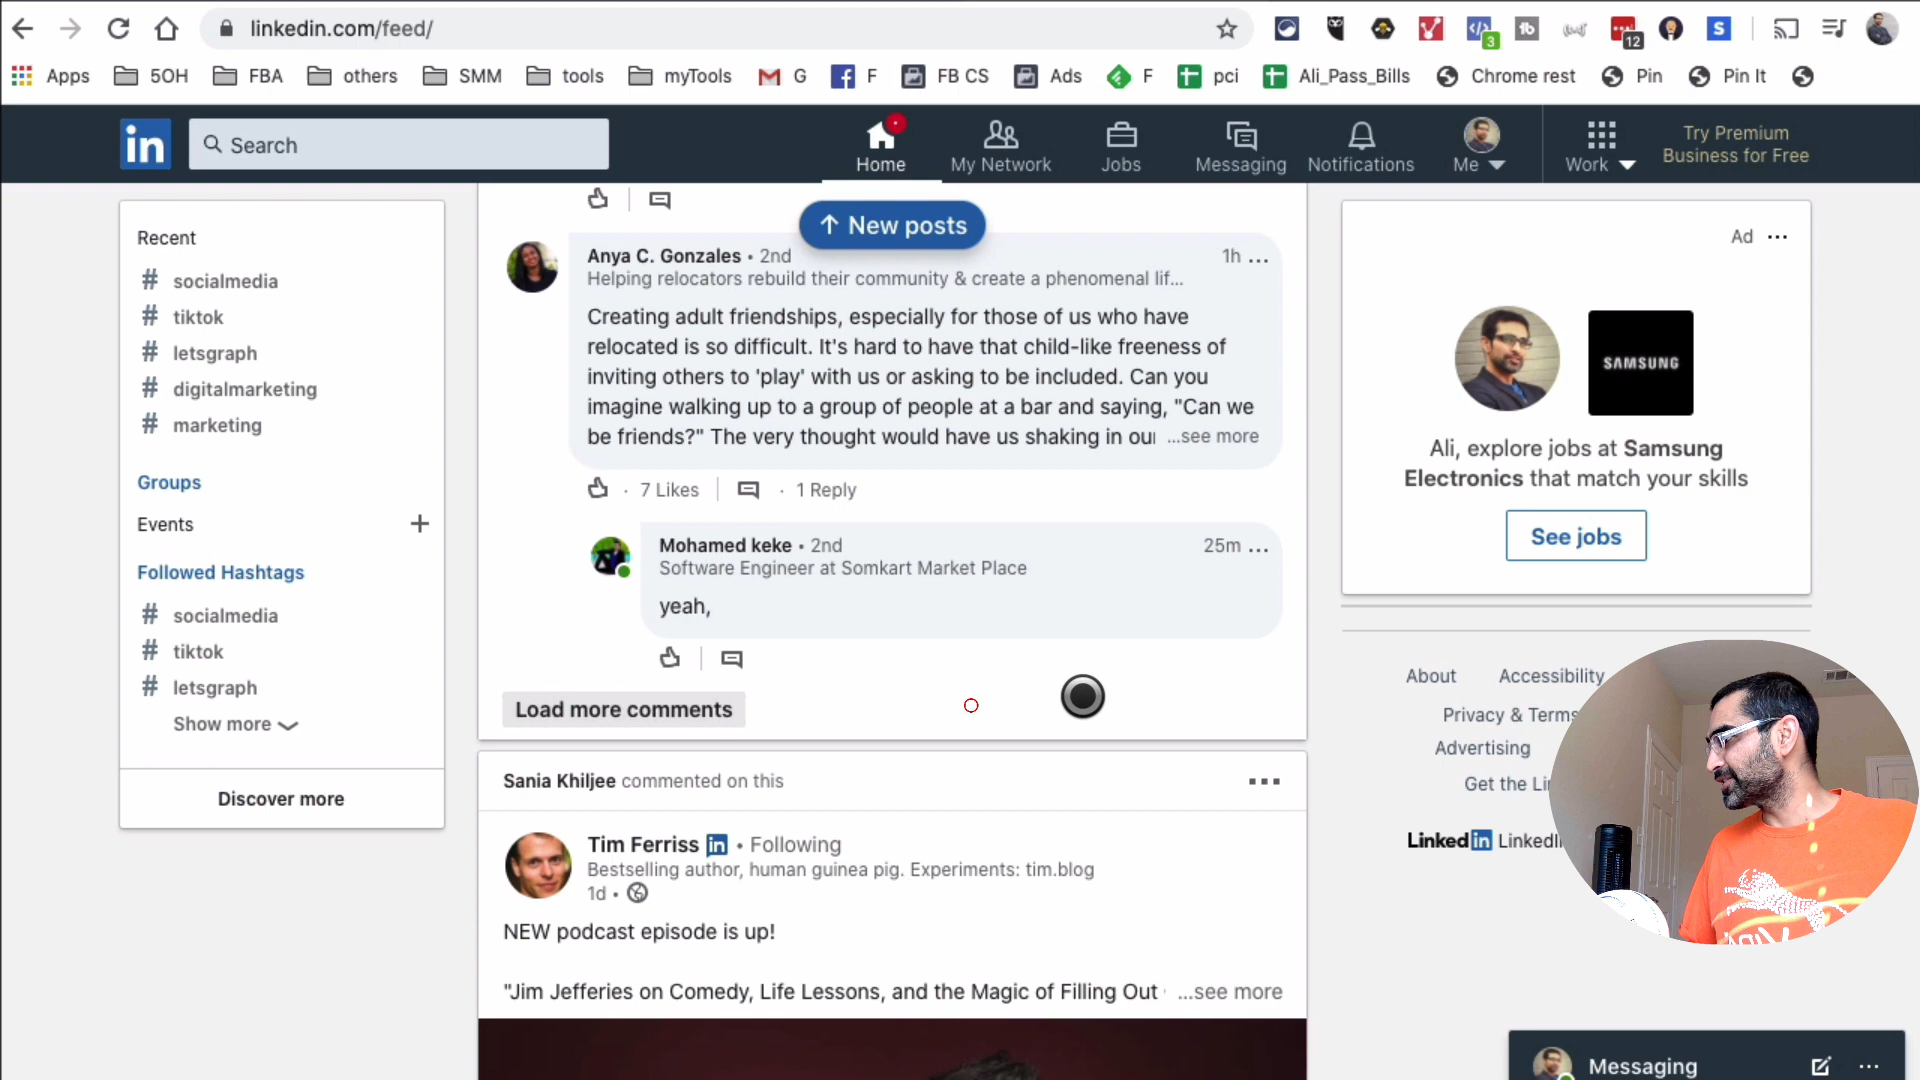 linkedin.com/feed/
3
12
Apps 5OH FBA others SMM tools myTools G F FB CS Ads F pci Ali_Pass_Bills Chrome rest Pin Pin It
in Search Home My Network Jobs Messaging Notifications Me Work Try Premium
Business for Free
Recent
# socialmedia
# tiktok
# letsgraph
# digitalmarketing
# marketing
Groups
Events +
Followed Hashtags
# socialmedia
# tiktok
# letsgraph
Show more
Discover more
↑ New posts
Anya C. Gonzales • 2nd 1h ...
Helping relocators rebuild their community & create a phenomenal lif...
Creating adult friendships, especially for those of us who have
relocated is so difficult. It's hard to have that child-like freeness of
inviting others to 'play' with us or asking to be included. Can you
imagine walking up to a group of people at a bar and saying, "Can we
be friends?" The very thought would have us shaking in our ...see more
· 7 Likes · 1 Reply
Mohamed keke • 2nd 25m ...
Software Engineer at Somkart Market Place
yeah,
Load more comments
Sania Khiljee commented on this
Tim Ferriss in • Following
Bestselling author, human guinea pig. Experiments: tim.blog
1d •
NEW podcast episode is up!
"Jim Jefferies on Comedy, Life Lessons, and the Magic of Filling Out ...see more
Ad ...
SAMSUNG
Ali, explore jobs at Samsung
Electronics that match your skills
See jobs
About Accessibility
Privacy & Terms
Advertising
Get the Li
Linked in LinkedI
Messaging